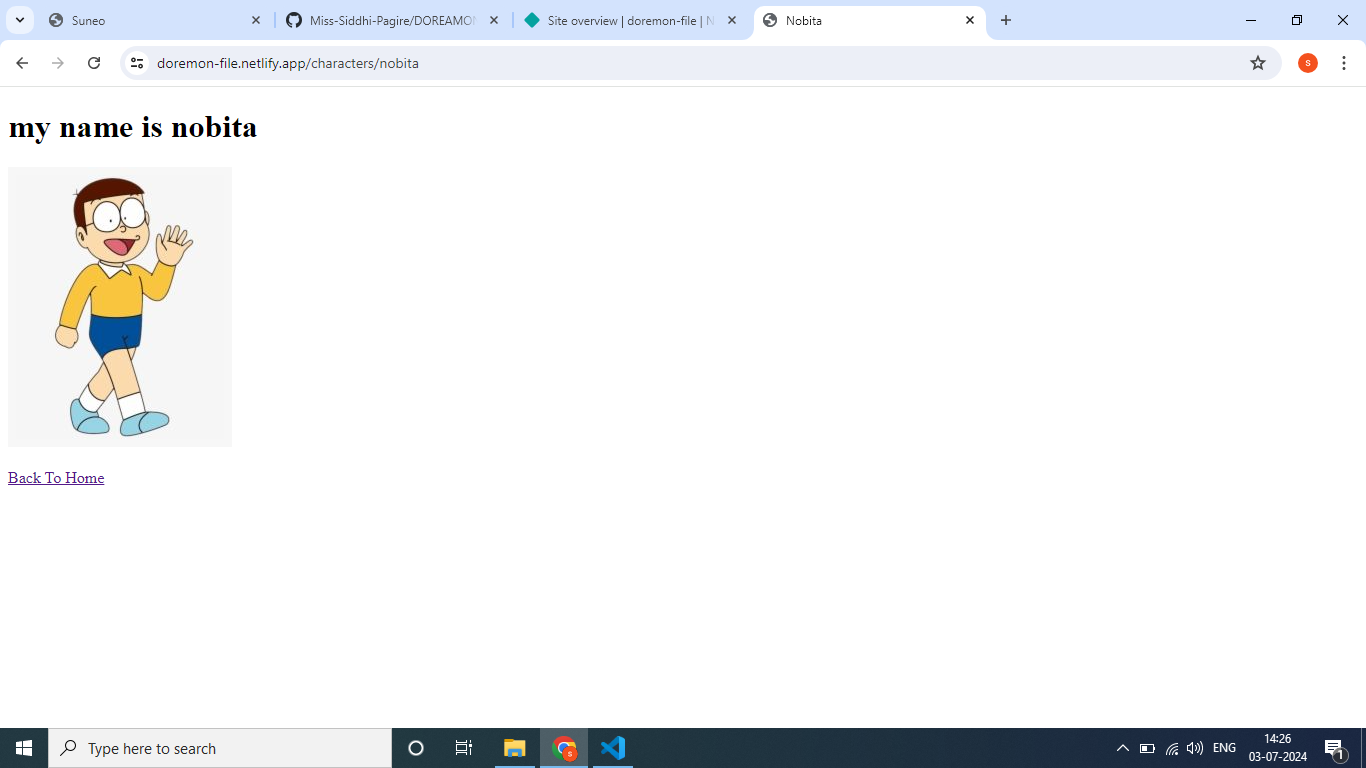 Suneo
Miss-Siddhi-Pagire/DOREAMON
Site overview | doremon-file | N
Nobita
doremon-file.netlify.app/characters/nobita
s
my name is nobita
Back To Home
Type here to search
s
ENG
14:26
03-07-2024
1